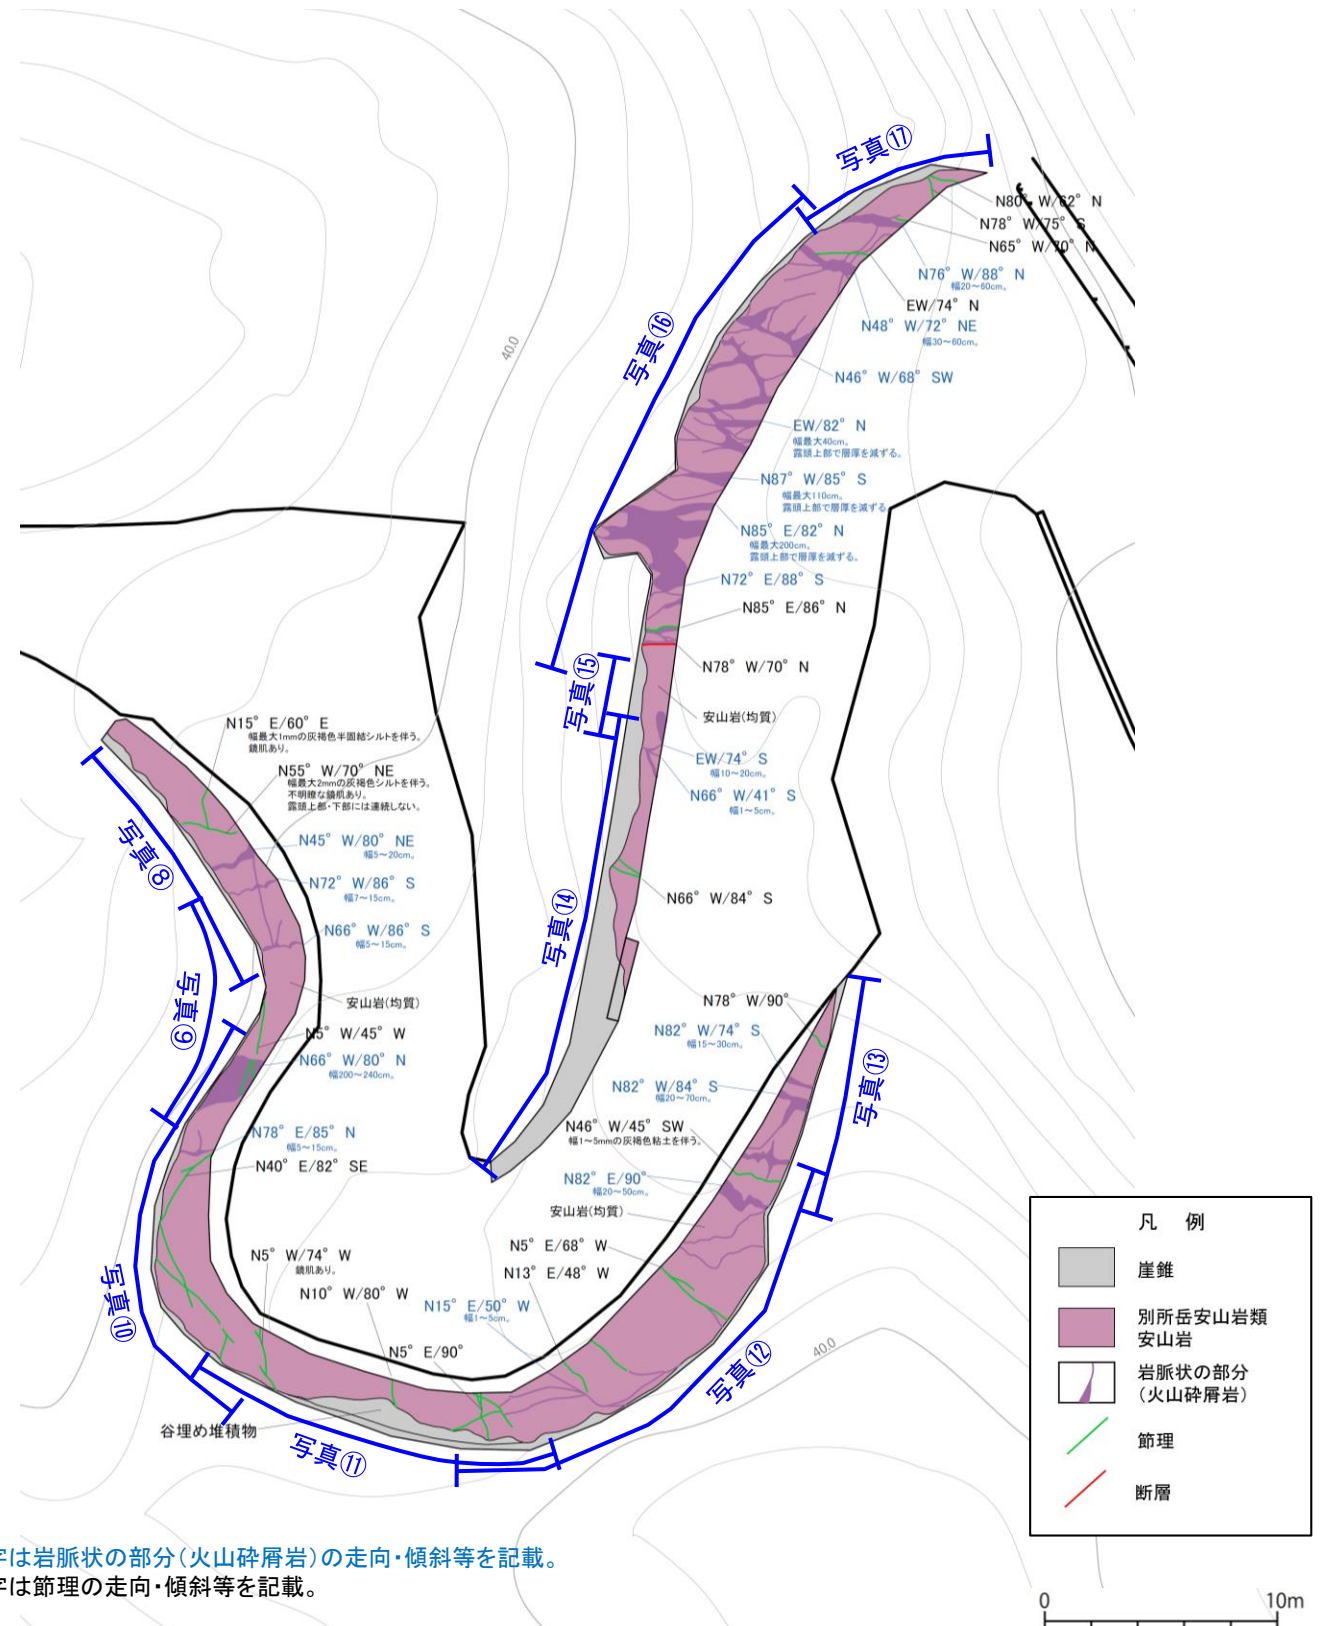 写真⑰
N80°W/62°N
N78°W/75°S
N65°W/70°N
N76°W/88°N
幅20～60cm。
EW/74°N
N48°W/72°NE
幅30～60cm。
写真⑯
40.0
N46°W/68°SW
EW/82°N
幅最大40cm。
露頭上部で層厚を減ずる。
N87°W/85°S
幅最大110cm。
露頭上部で層厚を減ずる。
N85°E/82°N
幅最大200cm。
露頭上部で層厚を減ずる。
N72°E/88°S
N85°E/86°N
写真⑮
N78°W/70°N
安山岩(均質)
EW/74°S
幅10～20cm。
N66°W/41°S
幅1～5cm。
N15°E/60°E
幅最大1mmの灰褐色半固結シルトを伴う。
鏡肌あり。
N55°W/70°NE
幅最大2mmの灰褐色シルトを伴う。
不明瞭な鏡肌あり。
露頭上部・下部には連続しない。
写真⑧
N45°W/80°NE
幅5～20cm。
N72°W/86°S
幅7～15cm。
N66°W/86°S
幅5～15cm。
写真⑭
N66°W/84°S
写真⑨
安山岩(均質)
N5°W/45°W
N66°W/80°N
幅200～240cm。
N78°W/90°
N82°W/74°S
幅15～30cm。
写真⑬
N82°W/84°S
幅20～70cm。
N46°W/45°SW
幅1～5mmの灰褐色粘土を伴う。
N78°E/85°N
幅5～15cm。
N40°E/82°SE
N82°E/90°
幅20～50cm。
安山岩(均質)
N5°W/74°W
鏡肌あり。
N5°E/68°W
N13°E/48°W
写真⑩
N10°W/80°W
N15°E/50°W
幅1～5cm。
N5°E/90°
写真⑫
40.0
谷埋め堆積物
写真⑪
凡 例
崖錐
別所岳安山岩類
安山岩
岩脈状の部分
(火山砕屑岩)
節理
断層
字は岩脈状の部分(火山砕屑岩)の走向・傾斜等を記載。
字は節理の走向・傾斜等を記載。
0 10m